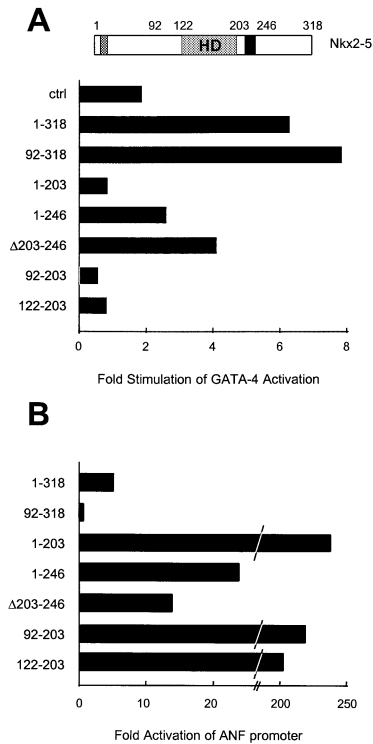 A
1 92 122 203 246 318
HD
Nkx2-5
ctrl
1-318
92-318
1-203
1-246
Δ203-246
92-203
122-203
0 2 4 6 8
Fold Stimulation of GATA-4 Activation
B
1-318
92-318
1-203
1-246
Δ203-246
92-203
122-203
0 10 20 200 250
Fold Activation of ANF promoter